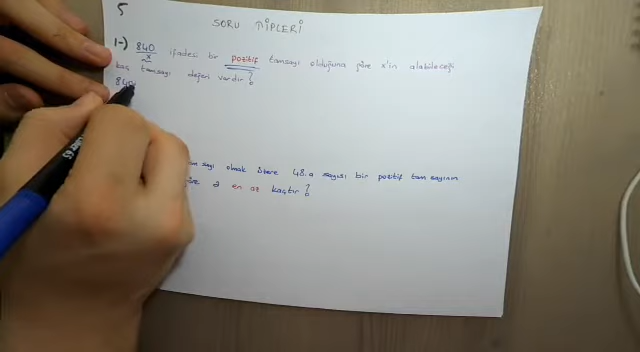 5
SORU TİPLERİ
1-) 840/x ifadesi bir pozitif tamsayı olduğuna göre x'in alabileceği
kaç tamsayı değeri vardır?
840
sayı olmak üzere 48.a sayısı bir pozitif tam sayının
göre a en az kaçtır?